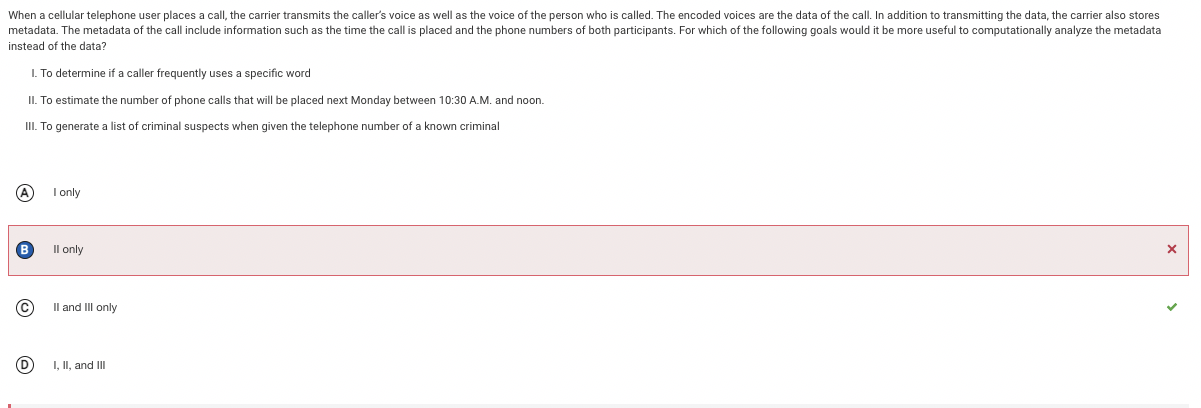 When a cellular telephone user places a call, the carrier transmits the caller's voice as well as the voice of the person who is called. The encoded voices are the data of the call. In addition to transmitting the data, the carrier also stores
metadata. The metadata of the call include information such as the time the call is placed and the phone numbers of both participants. For which of the following goals would it be more useful to computationally analyze the metadata
instead of the data?
I. To determine if a caller frequently uses a specific word
II. To estimate the number of phone calls that will be placed next Monday between 10:30 A.M. and noon.
III. To generate a list of criminal suspects when given the telephone number of a known criminal
A I only
B II only
C II and III only
D I, II, and III